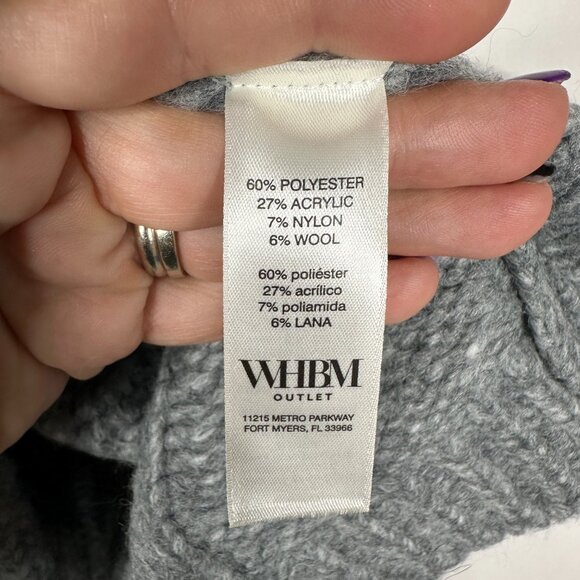 60% POLYESTER
27% ACRYLIC
7% NYLON
6% WOOL
60% poliéster
27% acrílico
7% poliamida
6% LANA
WHBM
OUTLET
11215 METRO PARKWAY
FORT MYERS, FL 33966